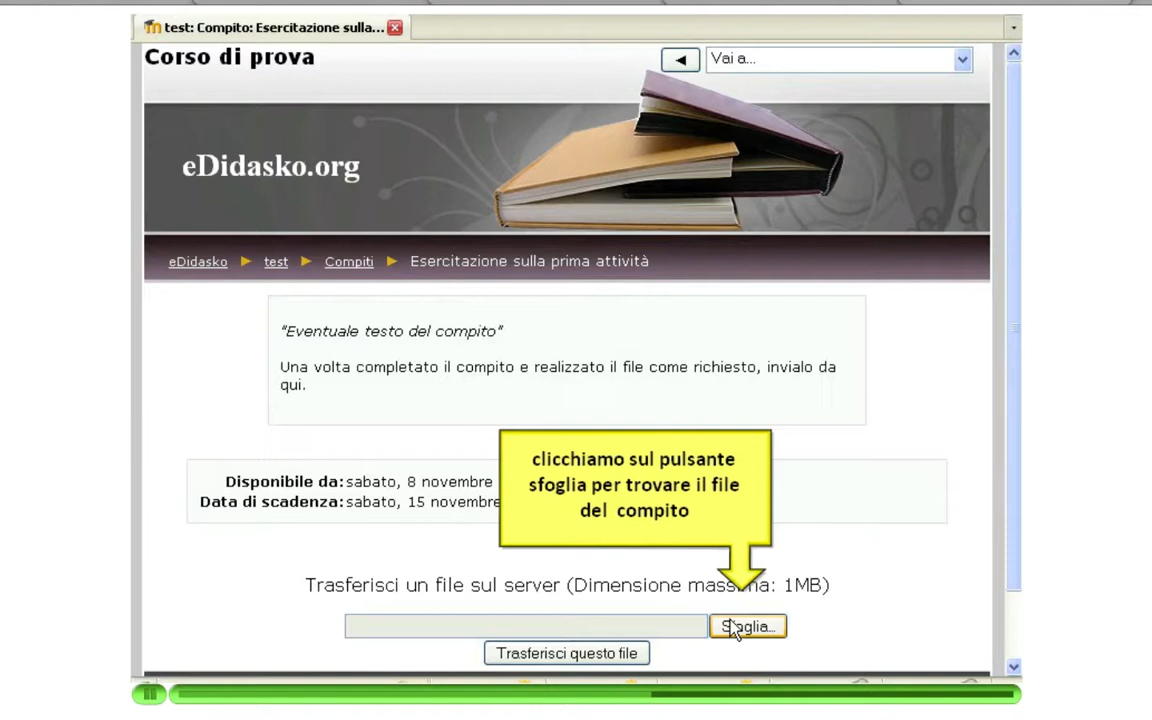 test: Compito: Esercitazione sulla...
Corso di prova
Vai a...
eDidasko.org
eDidasko ► test ► Compiti ► Esercitazione sulla prima attività
"Eventuale testo del compito"
Una volta completato il compito e realizzato il file come richiesto, invialo da
qui.
clicchiamo sul pulsante
sfoglia per trovare il file
del compito
Disponibile da: sabato, 8 novembre
Data di scadenza: sabato, 15 novembre
Trasferisci un file sul server (Dimensione massima: 1MB)
Sfoglia...
Trasferisci questo file